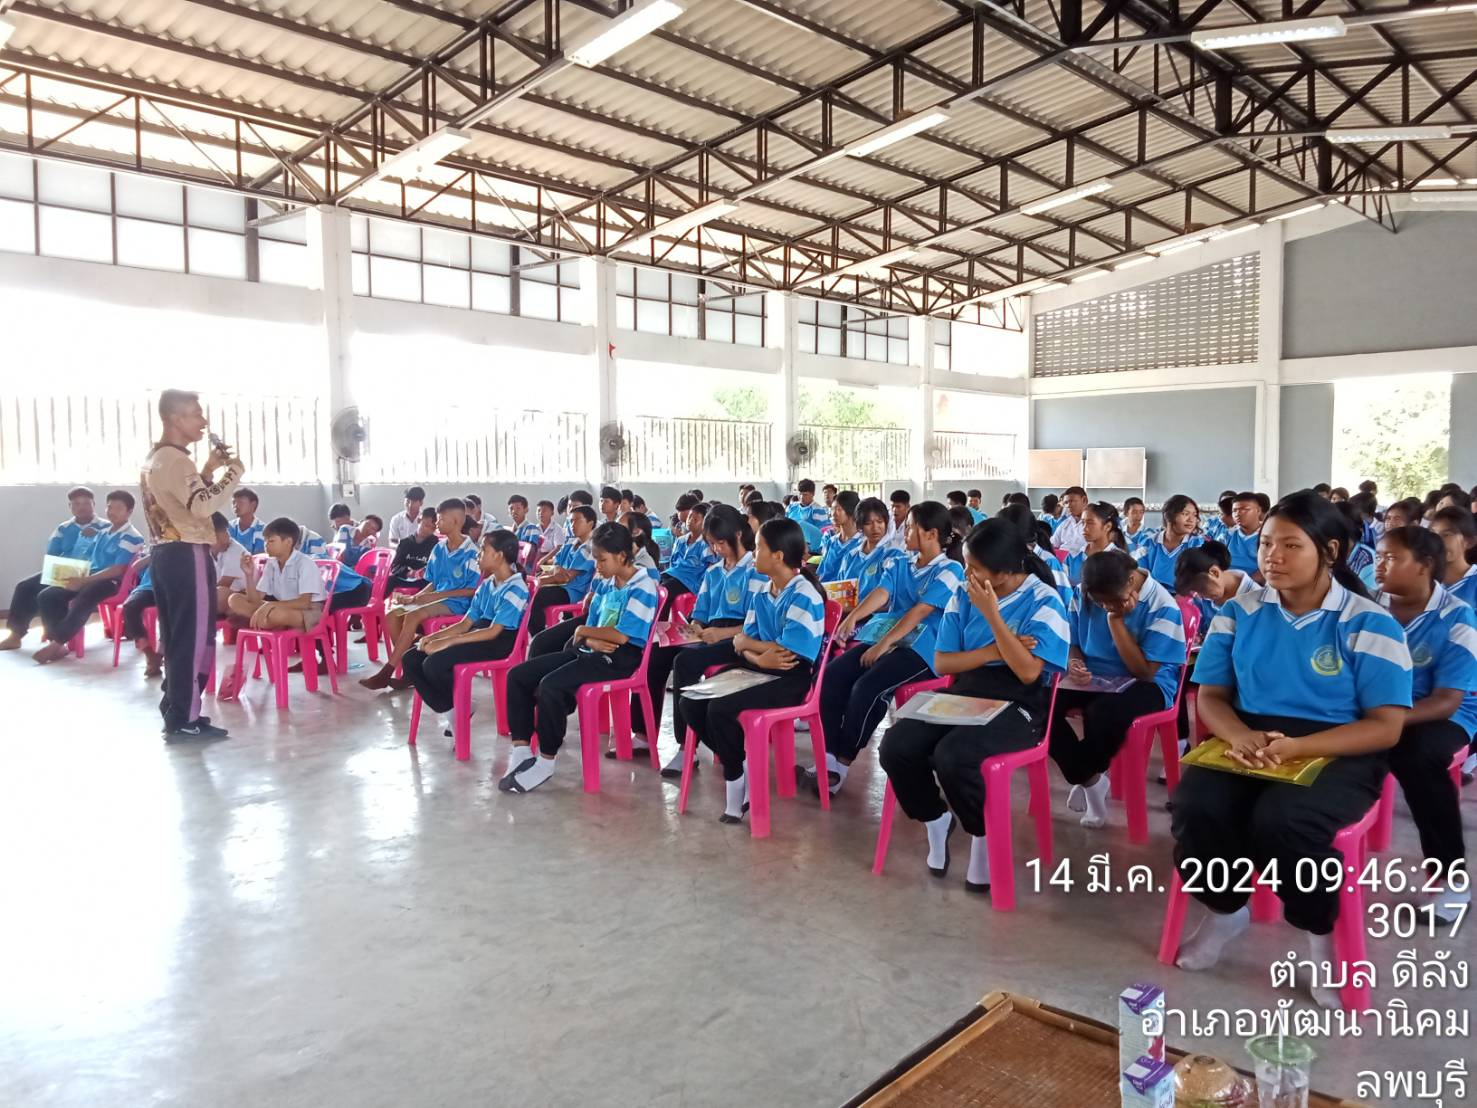 14 มี.ค. 2024 09:46:26
3017
ตำบล ดีลัง
อำเภอพัฒนานิคม
ลพบุรี